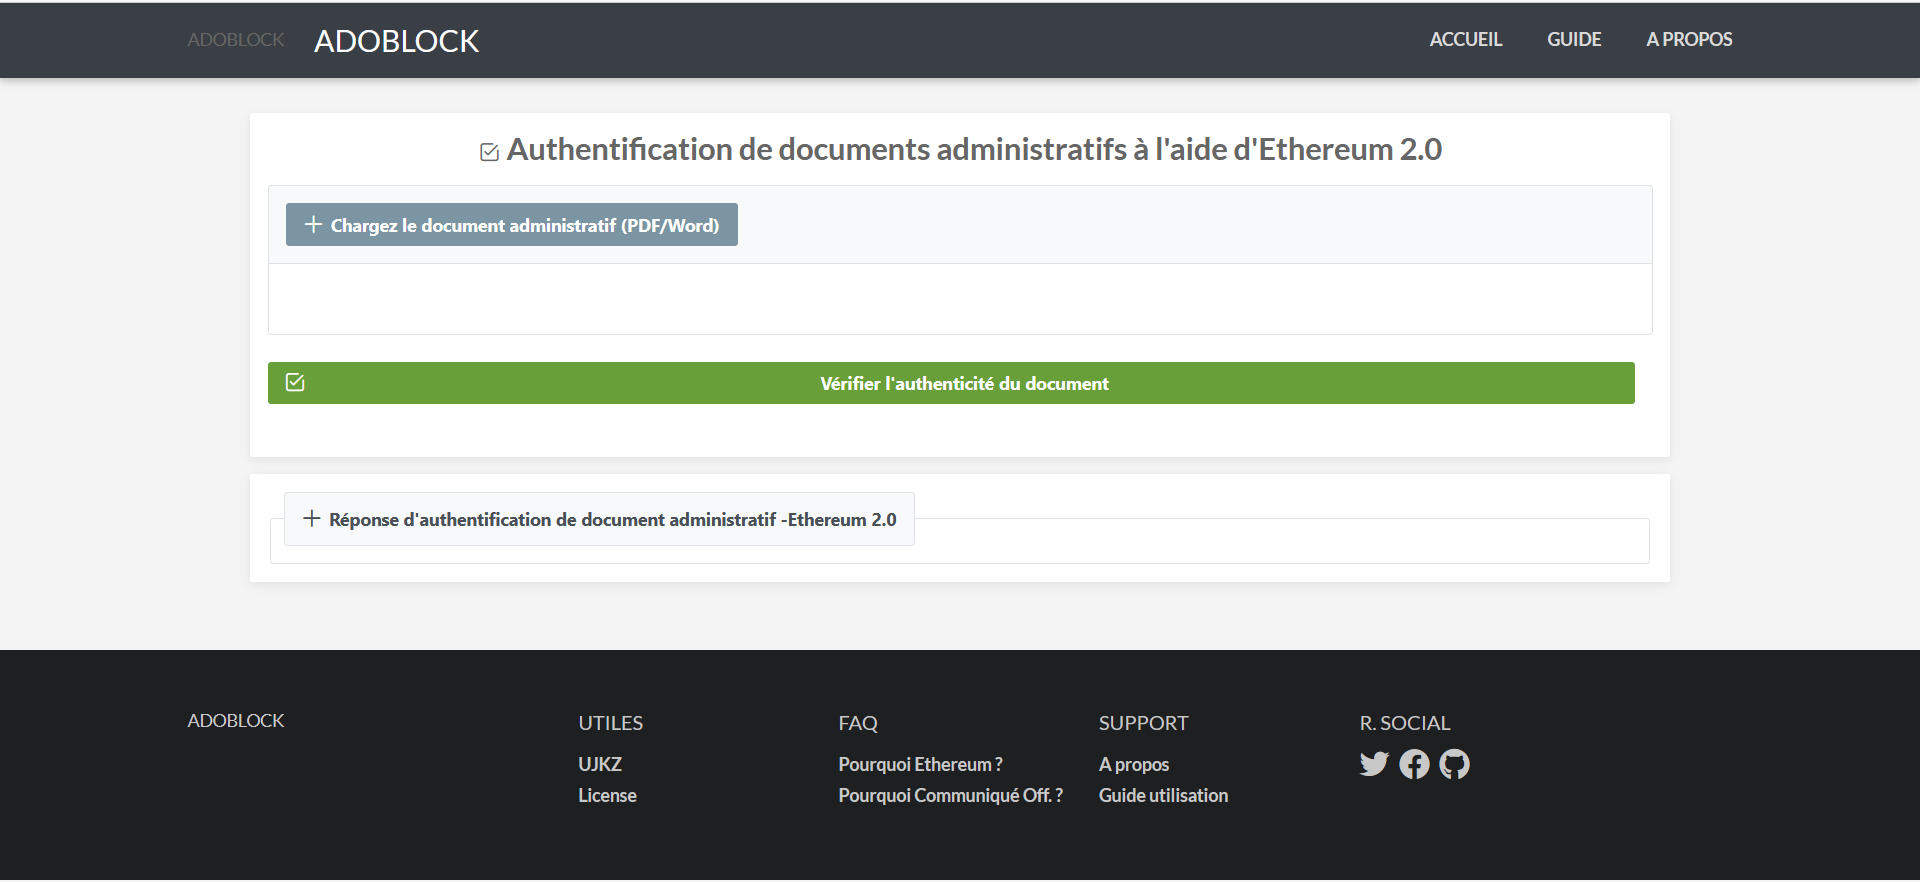 ADOBLOCK ADOBLOCK ACCUEIL GUIDE A PROPOS
Authentification de documents administratifs à l'aide d'Ethereum 2.0
Chargez le document administratif (PDF/Word)
Vérifier l'authenticité du document
Réponse d'authentification de document administratif -Ethereum 2.0
ADOBLOCK
UTILES
UJKZ
License
FAQ
Pourquoi Ethereum ?
Pourquoi Communiqué Off. ?
SUPPORT
A propos
Guide utilisation
R. SOCIAL